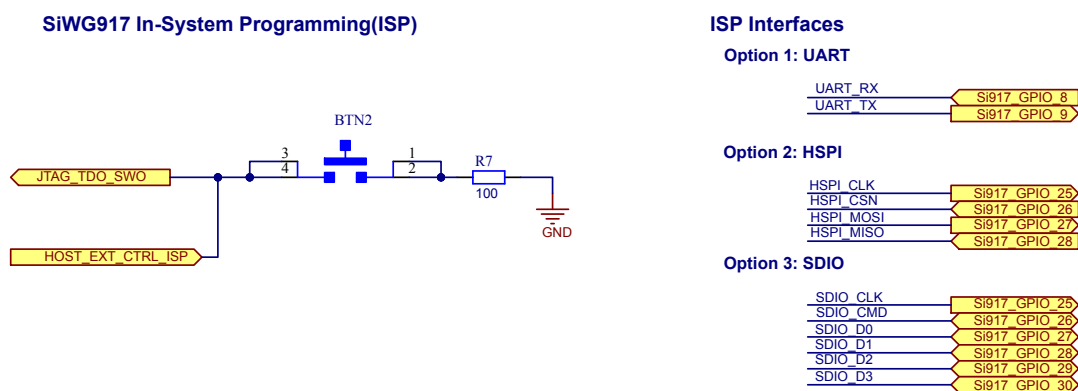 SiWG917 In-System Programming(ISP)
BTN2
3
4
1
2
R7
100
JTAG_TDO_SWO
HOST_EXT_CTRL_ISP
GND
ISP Interfaces
Option 1: UART
UART_RX Si917_GPIO_8
UART_TX Si917_GPIO_9
Option 2: HSPI
HSPI_CLK Si917_GPIO_25
HSPI_CSN Si917_GPIO_26
HSPI_MOSI Si917_GPIO_27
HSPI_MISO Si917_GPIO_28
Option 3: SDIO
SDIO_CLK Si917_GPIO_25
SDIO_CMD Si917_GPIO_26
SDIO_D0 Si917_GPIO_27
SDIO_D1 Si917_GPIO_28
SDIO_D2 Si917_GPIO_29
SDIO_D3 Si917_GPIO_30